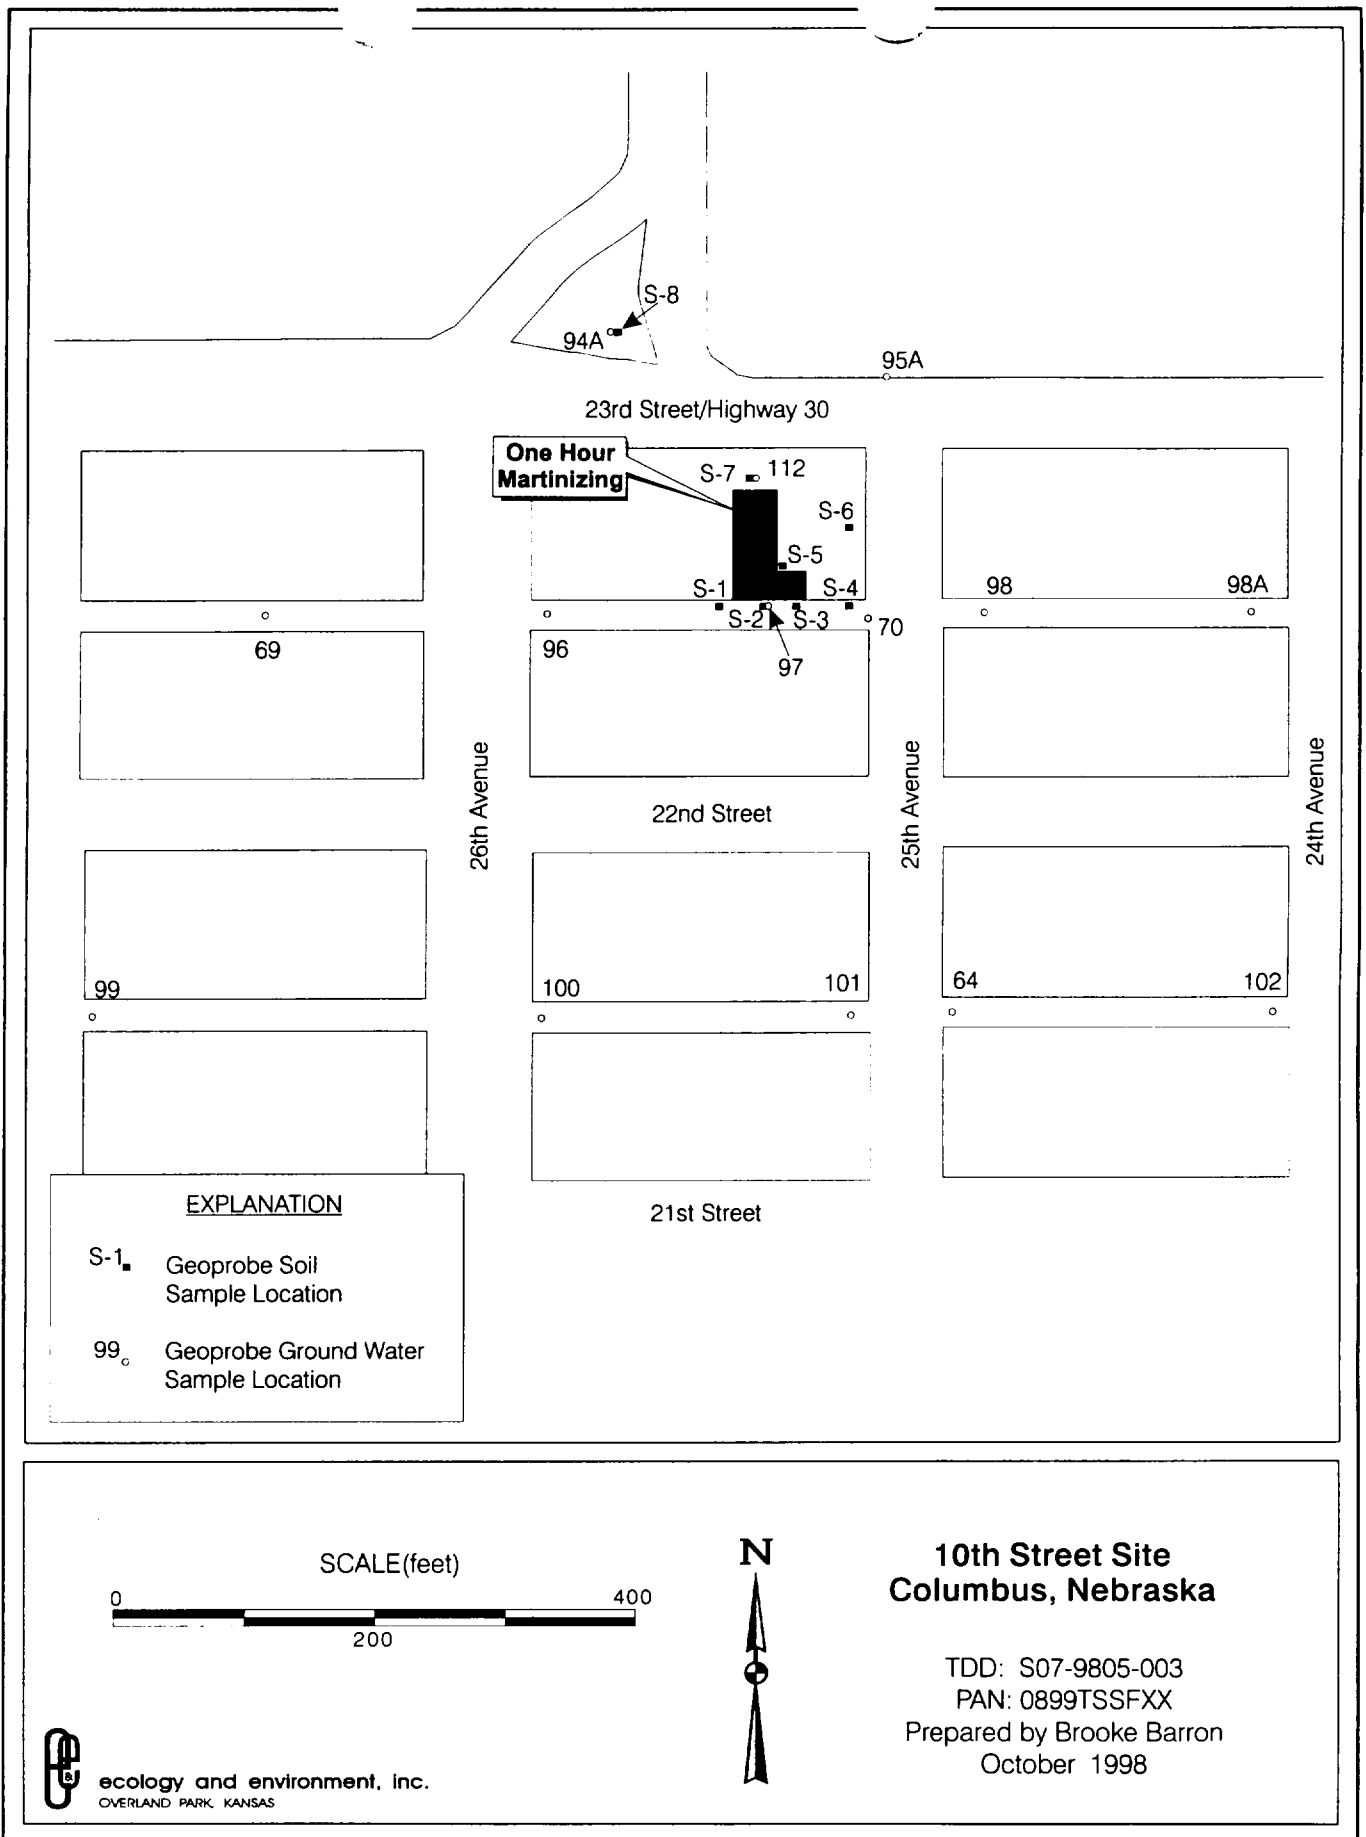 S-8
94A
95A
23rd Street/Highway 30
One Hour
Martinizing
S-7
112
S-6
S-5
S-1
S-4
98
98A
S-2
S-3
70
69
96
97
26th Avenue
22nd Street
25th Avenue
24th Avenue
99
100
101
64
102
21st Street
EXPLANATION
S-1
Geoprobe Soil
Sample Location
99
Geoprobe Ground Water
Sample Location
SCALE(feet)
0
400
200
N
10th Street Site
Columbus, Nebraska
TDD: S07-9805-003
PAN: 0899TSSFXX
Prepared by Brooke Barron
October 1998
e&e
ecology and environment, inc.
OVERLAND PARK, KANSAS